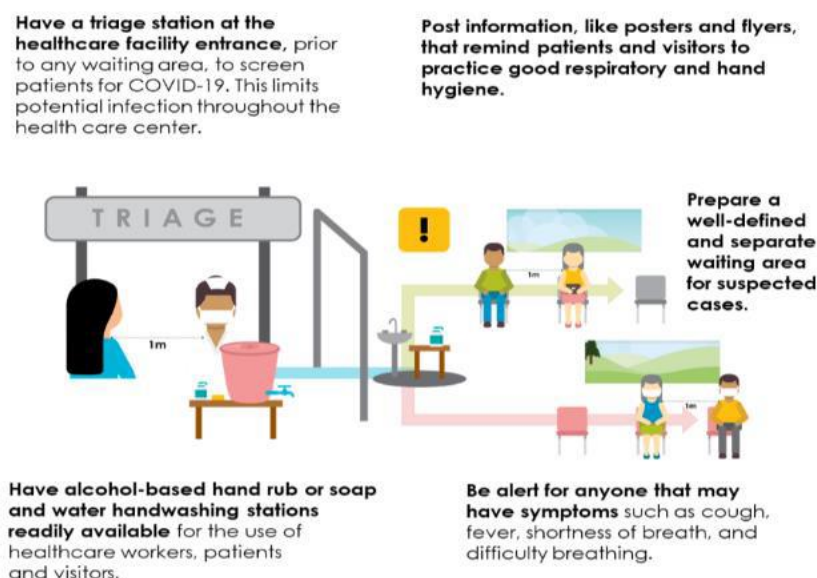 Have a triage station at the
healthcare facility entrance, prior
to any waiting area, to screen
patients for COVID-19. This limits
potential infection throughout the
health care center.
Post information, like posters and flyers,
that remind patients and visitors to
practice good respiratory and hand
hygiene.
TRIAGE
!
1m
1m
Prepare a
well-defined
and separate
waiting area
for suspected
cases.
1m
Have alcohol-based hand rub or soap
and water handwashing stations
readily available for the use of
healthcare workers, patients
and visitors.
Be alert for anyone that may
have symptoms such as cough,
fever, shortness of breath, and
difficulty breathing.